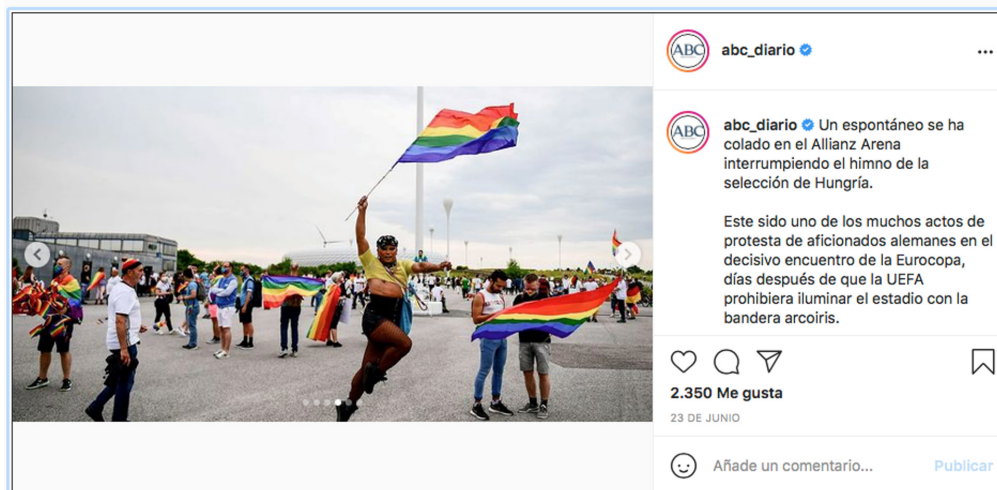 ABC
abc_diario
...
ABC
abc_diario Un espontáneo se ha
colado en el Allianz Arena
interrumpiendo el himno de la
selección de Hungría.
Este sido uno de los muchos actos de
protesta de aficionados alemanes en el
decisivo encuentro de la Eurocopa,
días después de que la UEFA
prohibiera iluminar el estadio con la
bandera arcoiris.
2.350 Me gusta
23 DE JUNIO
Añade un comentario...
Publicar